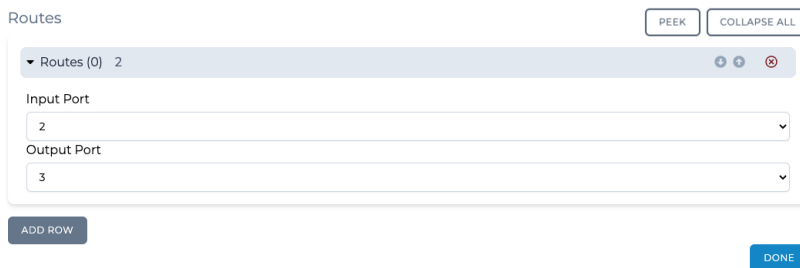 Routes
PEEK
COLLAPSE ALL
Routes (0) 2
Input Port
2
Output Port
3
ADD ROW
DONE